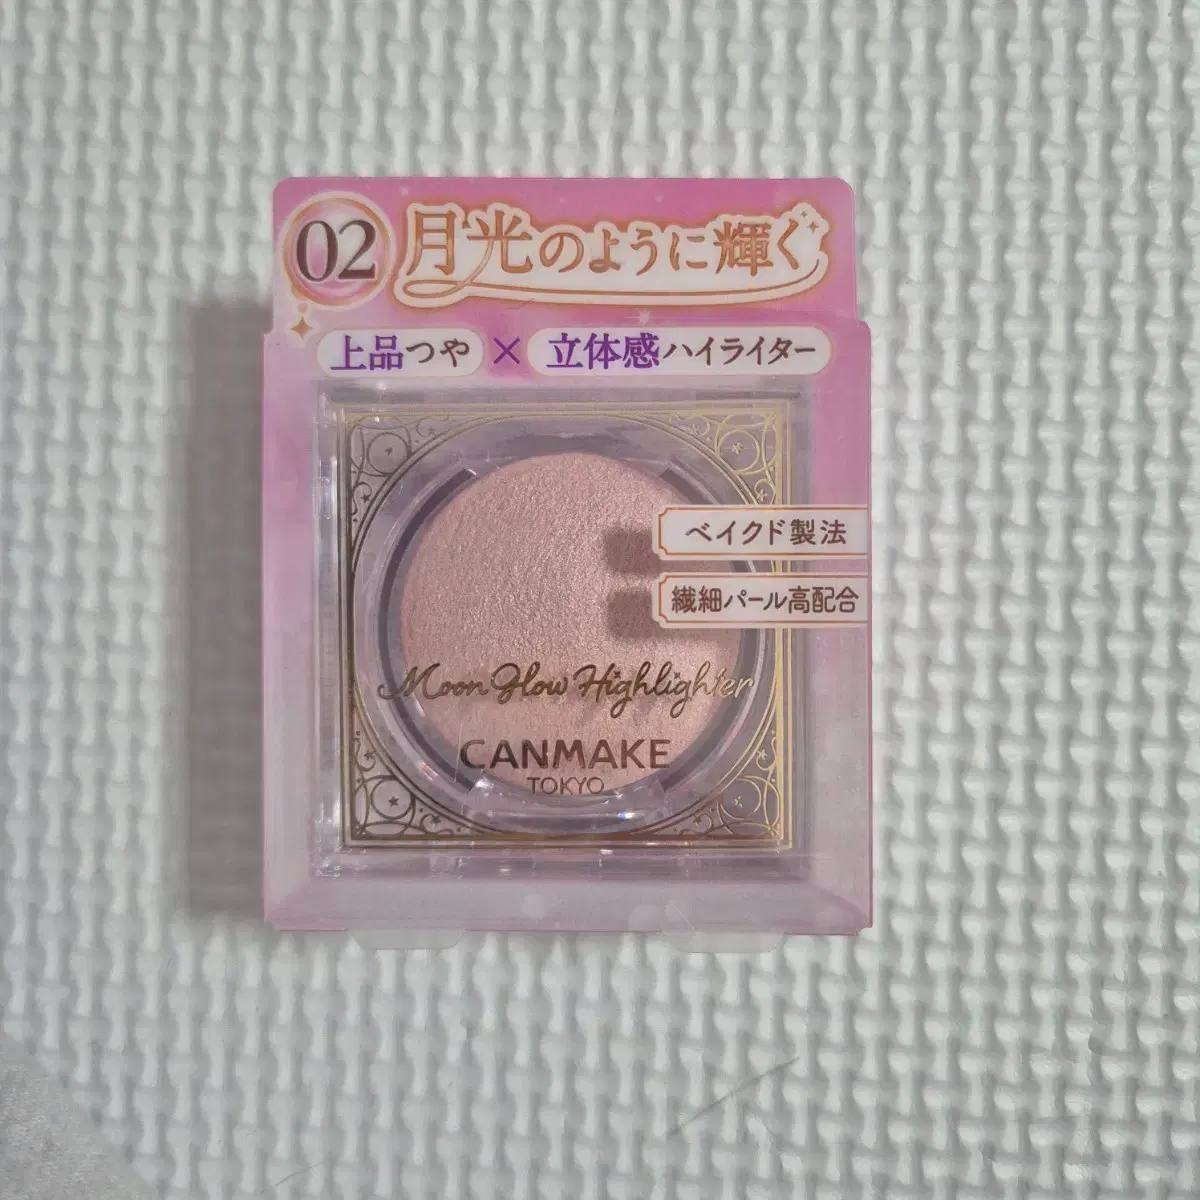 02 月光のように輝く
上品つや × 立体感ハイライター
ベイクド製法
繊細パール高配合
Moon Glow Highlighter
CANMAKE
TOKYO